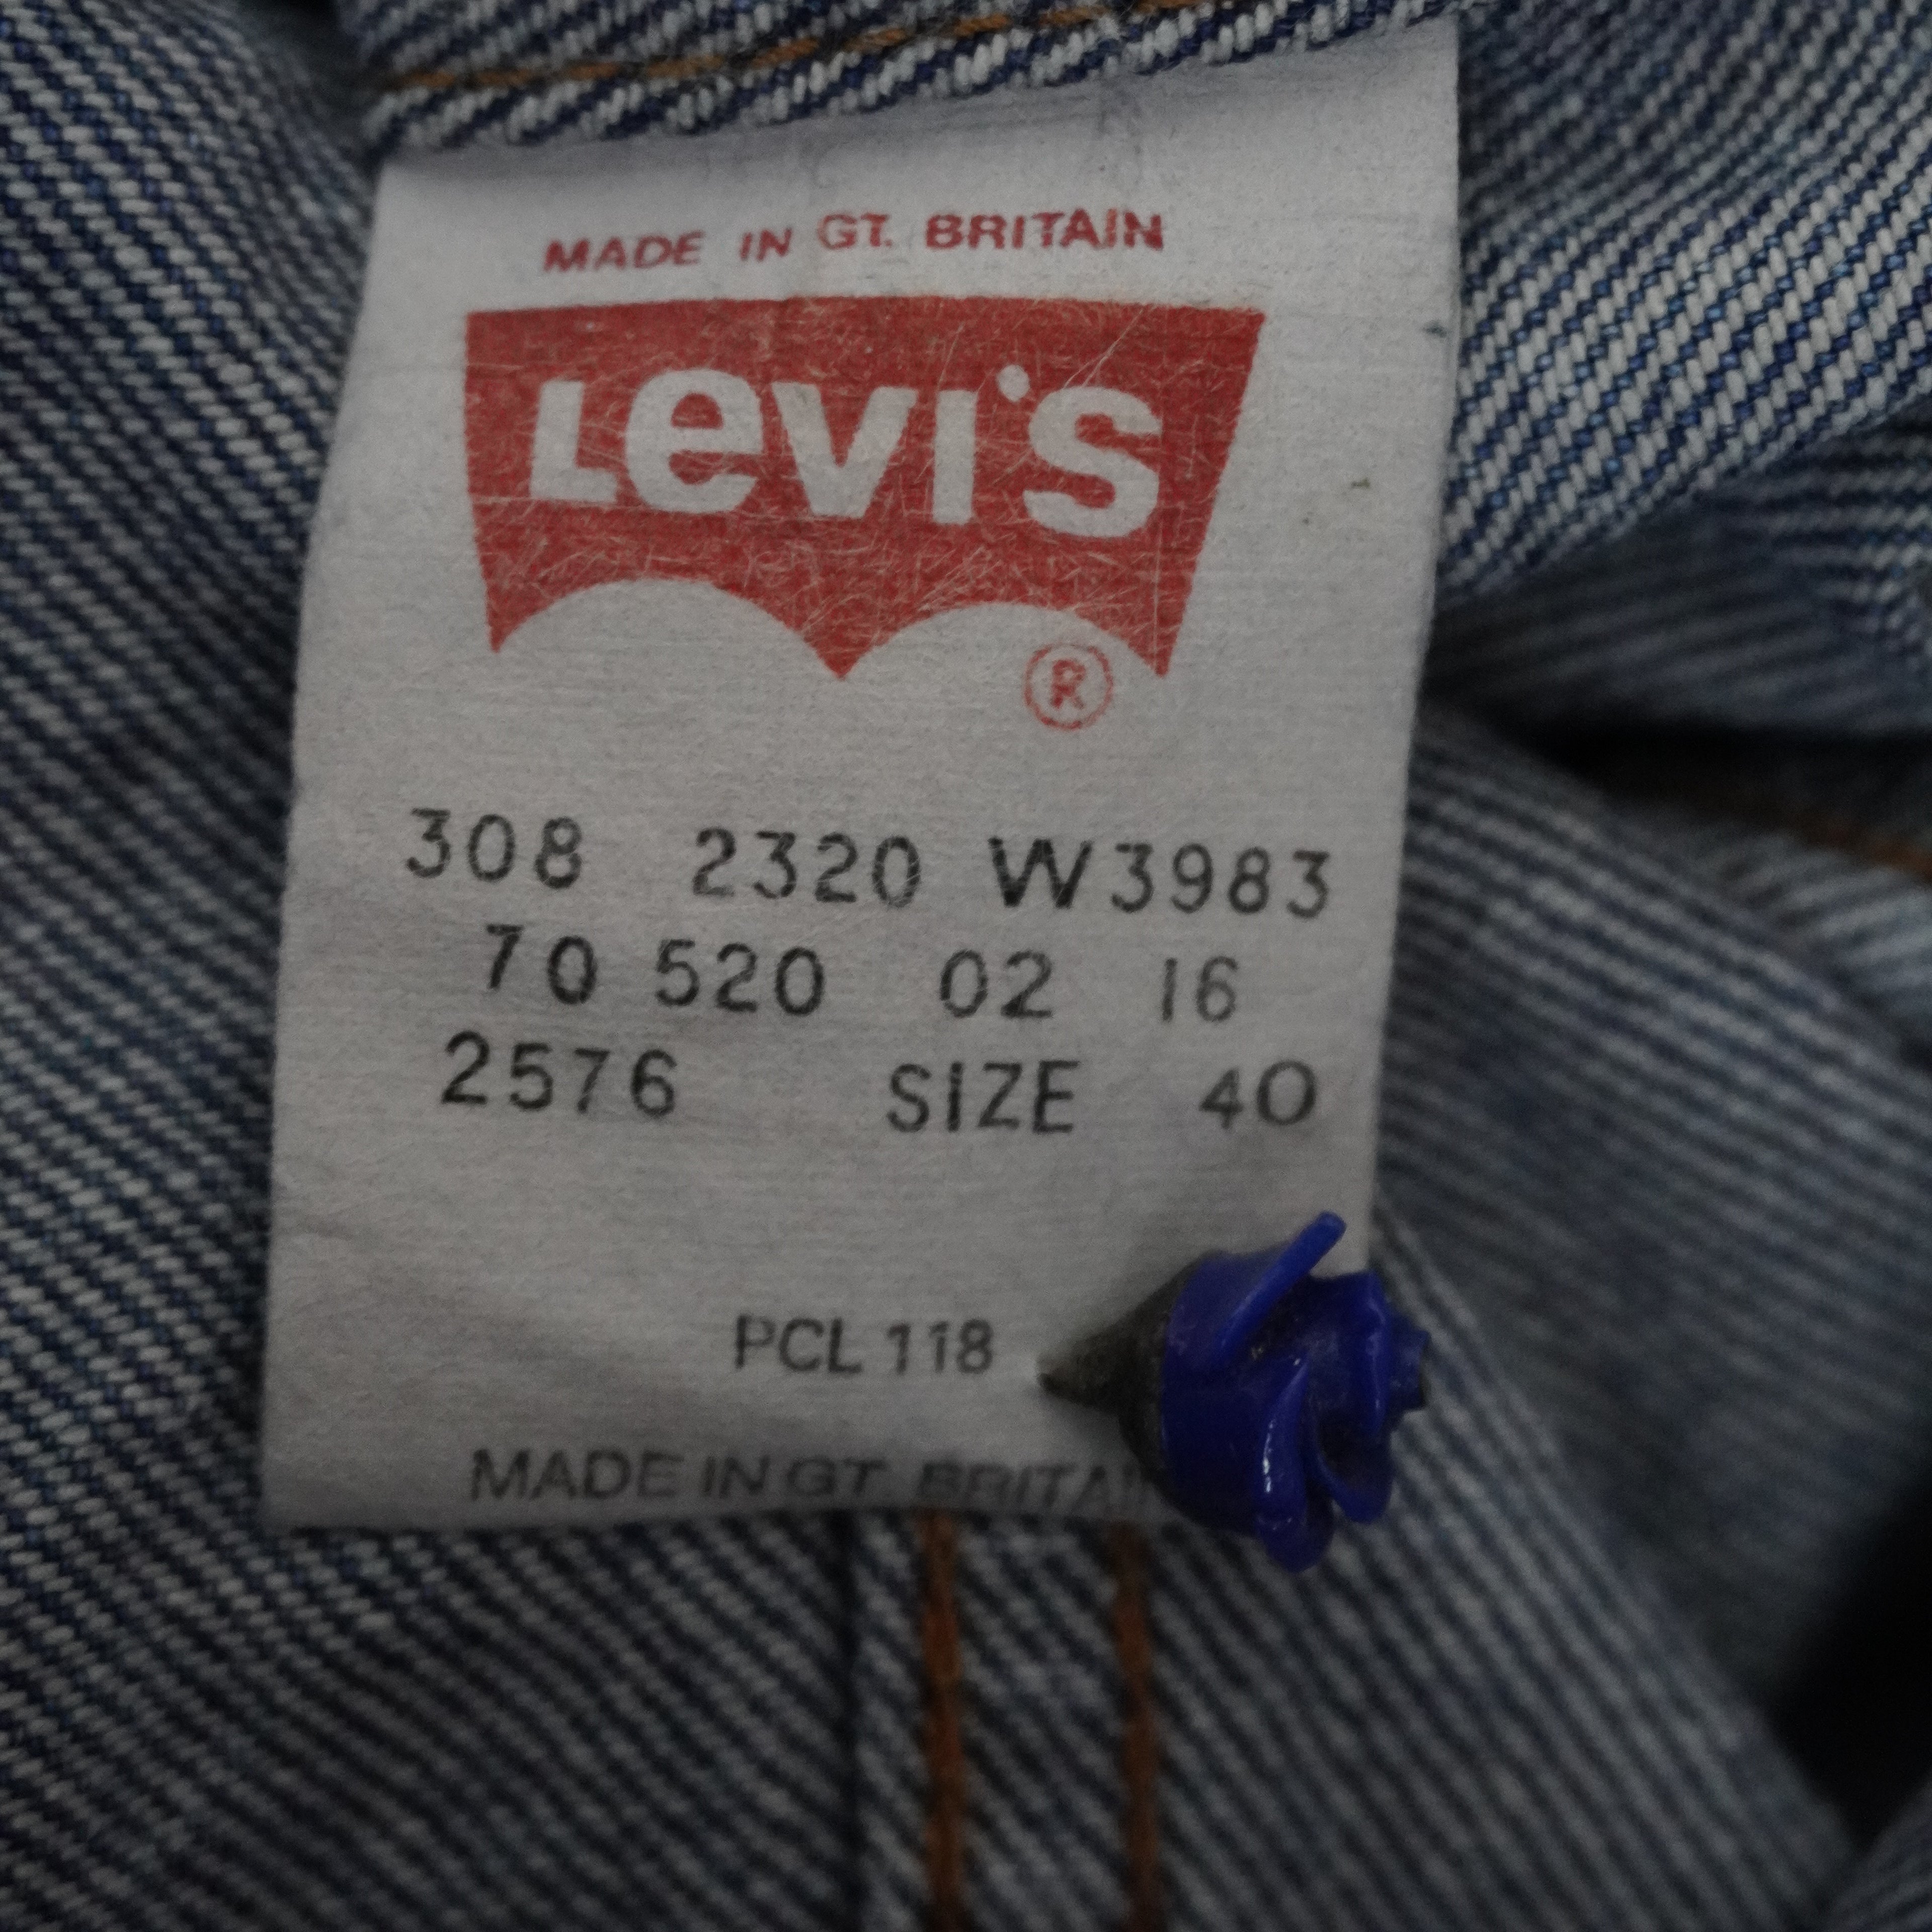 MADE IN GT. BRITAIN
Levi's
®
308 2320 W3983
70 520 02 16
2576 SIZE 40
PCL 118
MADE IN GT. BRITAI